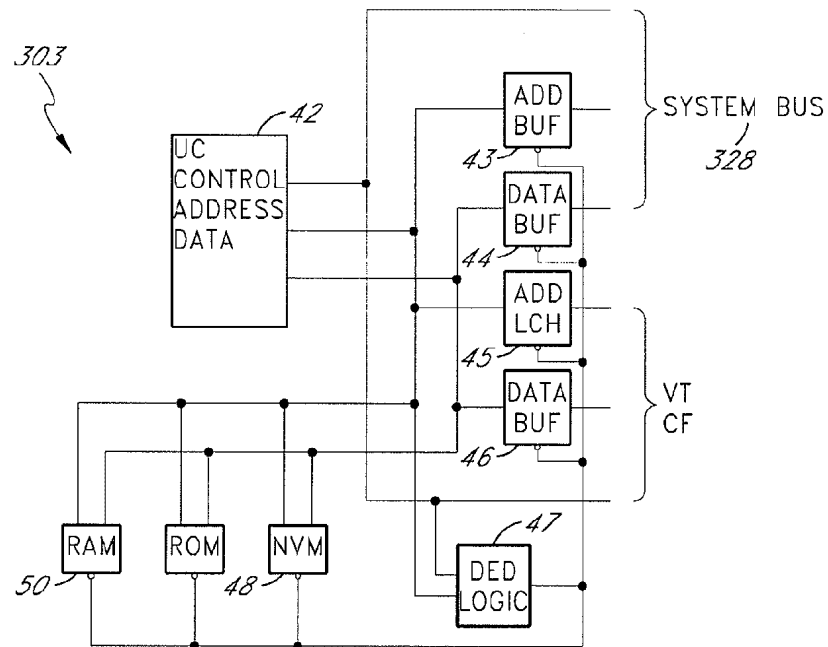 303
42
UC
CONTROL
ADDRESS
DATA
ADD
BUF
43
SYSTEM BUS
328
DATA
BUF
44
ADD
LCH
45
VT
CF
DATA
BUF
46
47
RAM
50
ROM
NVM
48
DED
LOGIC